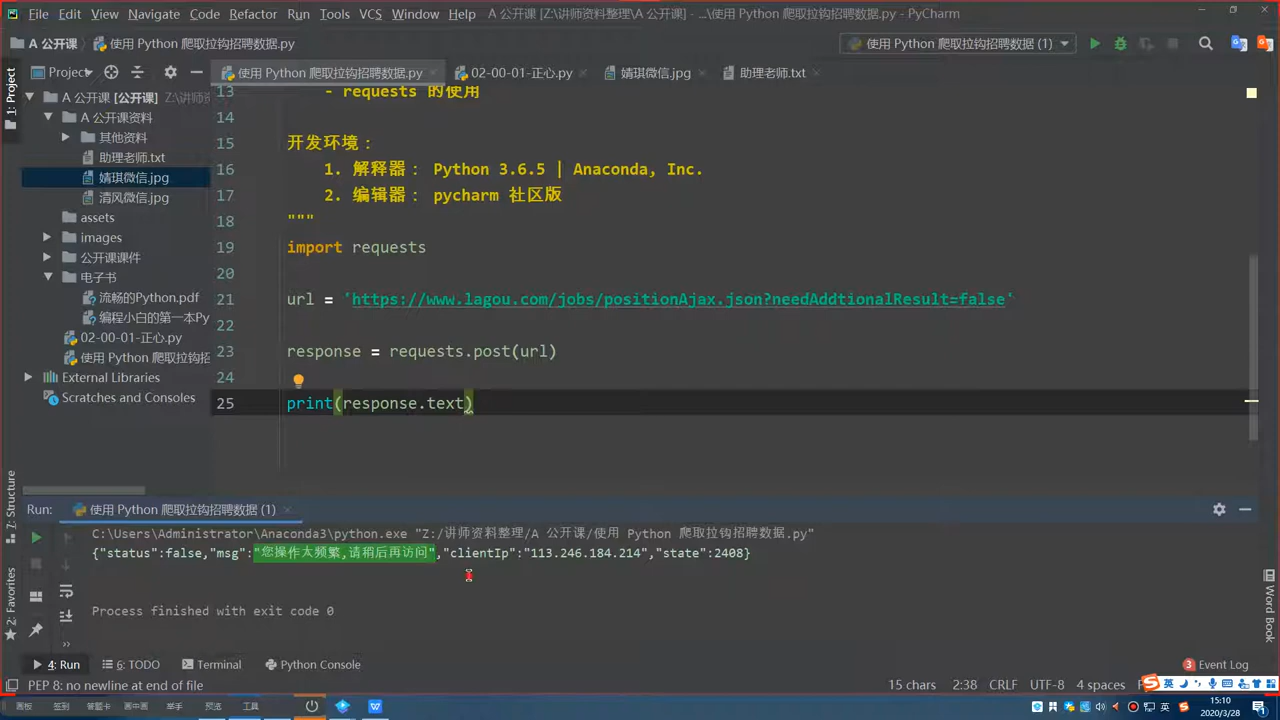 File Edit View Navigate Code Refactor Run Tools VCS Window Help A 公开课 [Z:\讲师资料整理\A 公开课] - ...\使用 Python 爬取拉钩招聘数据.py - PyCharm
A 公开课 使用 Python 爬取拉钩招聘数据.py 使用 Python 爬取拉钩招聘数据 (1)
1: Project
Project 使用 Python 爬取拉钩招聘数据.py 02-00-01-正心.py 婧琪微信.jpg 助理老师.txt
A 公开课 [公开课] Z:\讲师资
A 公开课资料
其他资料
助理老师.txt
婧琪微信.jpg
清风微信.jpg
assets
images
公开课课件
电子书
流畅的Python.pdf
编程小白的第一本Py
02-00-01-正心.py
使用 Python 爬取拉钩招
External Libraries
Scratches and Consoles
13 - requests 的使用
14
15 开发环境：
16 1. 解释器： Python 3.6.5 | Anaconda, Inc.
17 2. 编辑器： pycharm 社区版
18 """
19 import requests
20
21 url = 'https://www.lagou.com/jobs/positionAjax.json?needAddtionalResult=false'
22
23 response = requests.post(url)
24
25 print(response.text)
Z: Structure
2: Favorites
Run: 使用 Python 爬取拉钩招聘数据 (1)
C:\Users\Administrator\Anaconda3\python.exe "Z:/讲师资料整理/A 公开课/使用 Python 爬取拉钩招聘数据.py"
{"status":false,"msg":"您操作太频繁,请稍后再访问","clientIp":"113.246.184.214","state":2408}
Process finished with exit code 0
Word Book
4: Run 6: TODO Terminal Python Console 3 Event Log
PEP 8: no newline at end of file 15 chars 2:38 CRLF UTF-8 4 spaces
英
画板 工具
英 15:10
2020/3/28